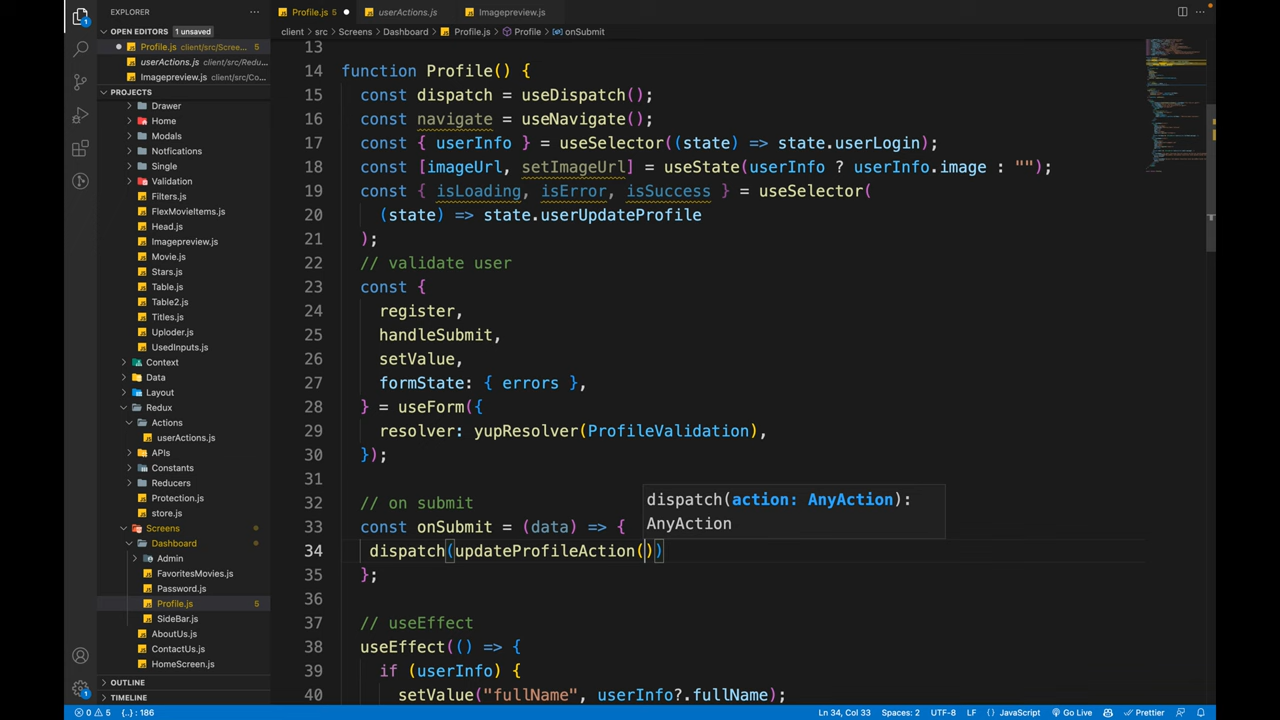 EXPLORER
Profile.js
userActions.js
Imagepreview.js
OPEN EDITORS 1 unsaved
client > src > Screens > Dashboard > Profile.js > Profile > onSubmit
Profile.js client/src/Scree... 5
userActions.js client/src/Redu...
Imagepreview.js client/src/Co...
PROJECTS
Drawer
Home
Modals
Notfications
Single
Validation
Filters.js
FlexMovieItems.js
Head.js
Imagepreview.js
Movie.js
Stars.js
Table.js
Table2.js
Titles.js
Uploder.js
UsedInputs.js
Context
Data
Layout
Redux
Actions
userActions.js
APIs
Constants
Reducers
Protection.js
store.js
Screens
Dashboard
Admin
FavoritesMovies.js
Password.js
Profile.js 5
SideBar.js
AboutUs.js
ContactUs.js
HomeScreen.js
OUTLINE
TIMELINE
13
14 function Profile() {
15 const dispatch = useDispatch();
16 const navigate = useNavigate();
17 const { userInfo } = useSelector((state) => state.userLogin);
18 const [imageUrl, setImageUrl] = useState(userInfo ? userInfo.image : "");
19 const { isLoading, isError, isSuccess } = useSelector(
20 (state) => state.userUpdateProfile
21 );
22 // validate user
23 const {
24 register,
25 handleSubmit,
26 setValue,
27 formState: { errors },
28 } = useForm({
29 resolver: yupResolver(ProfileValidation),
30 });
31
32 // on submit
33 const onSubmit = (data) => {
34 dispatch(updateProfileAction())
35 };
36
37 // useEffect
38 useEffect(() => {
39 if (userInfo) {
40 setValue("fullName", userInfo?.fullName);
dispatch(action: AnyAction):
AnyAction
1
1
0 5 {..} : 186
Ln 34, Col 33 Spaces: 2 UTF-8 LF {} JavaScript Go Live Prettier